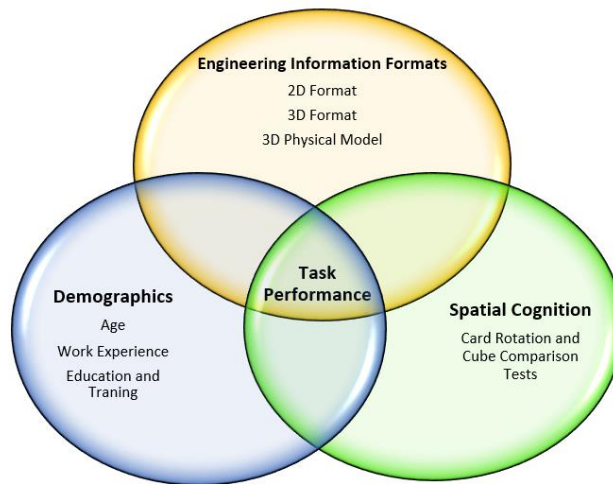 Engineering Information Formats
2D Format
3D Format
3D Physical Model
Task
Performance
Demographics
Age
Work Experience
Education and
Traning
Spatial Cognition
Card Rotation and
Cube Comparison
Tests